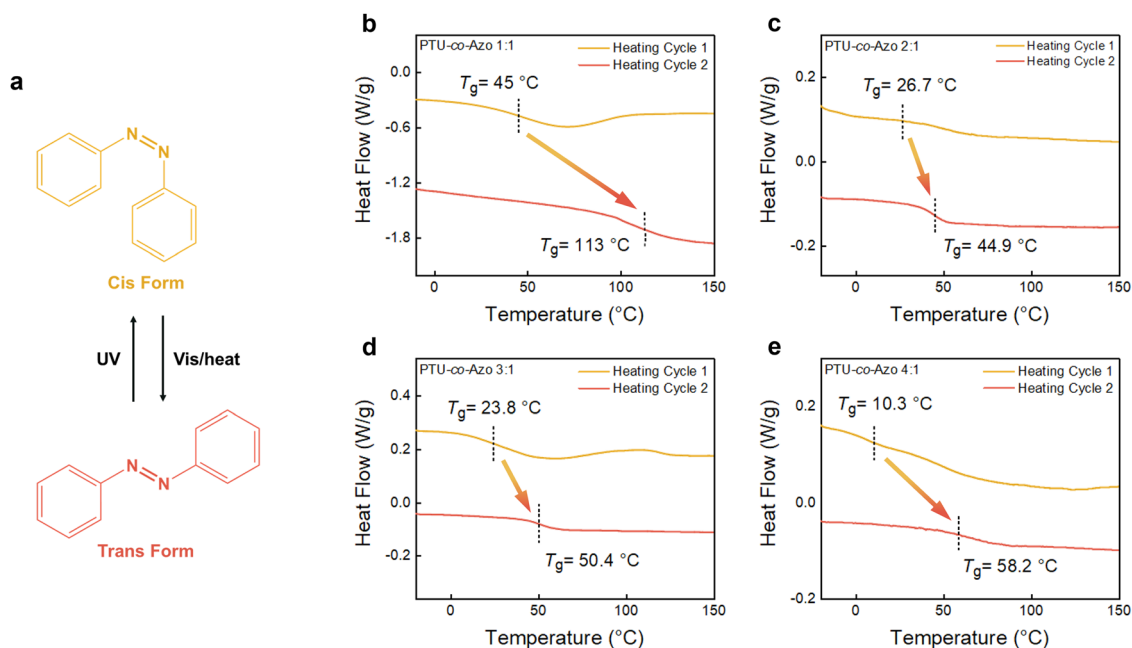 a
N
N
Cis Form
UV
Vis/heat
N
N
Trans Form
b
PTU-co-Azo 1:1
Heating Cycle 1
Heating Cycle 2
Tg= 45 °C
Tg= 113 °C
0.0
-0.6
-1.2
-1.8
Heat Flow (W/g)
0
50
100
150
Temperature (°C)
c
PTU-co-Azo 2:1
Heating Cycle 1
Heating Cycle 2
Tg= 26.7 °C
Tg= 44.9 °C
0.2
0.0
-0.2
Heat Flow (W/g)
0
50
100
150
Temperature (°C)
d
PTU-co-Azo 3:1
Heating Cycle 1
Heating Cycle 2
Tg= 23.8 °C
Tg= 50.4 °C
0.4
0.2
0.0
-0.2
Heat Flow (W/g)
0
50
100
150
Temperature (°C)
e
PTU-co-Azo 4:1
Heating Cycle 1
Heating Cycle 2
Tg= 10.3 °C
Tg= 58.2 °C
0.2
0.0
-0.2
Heat Flow (W/g)
0
50
100
150
Temperature (°C)